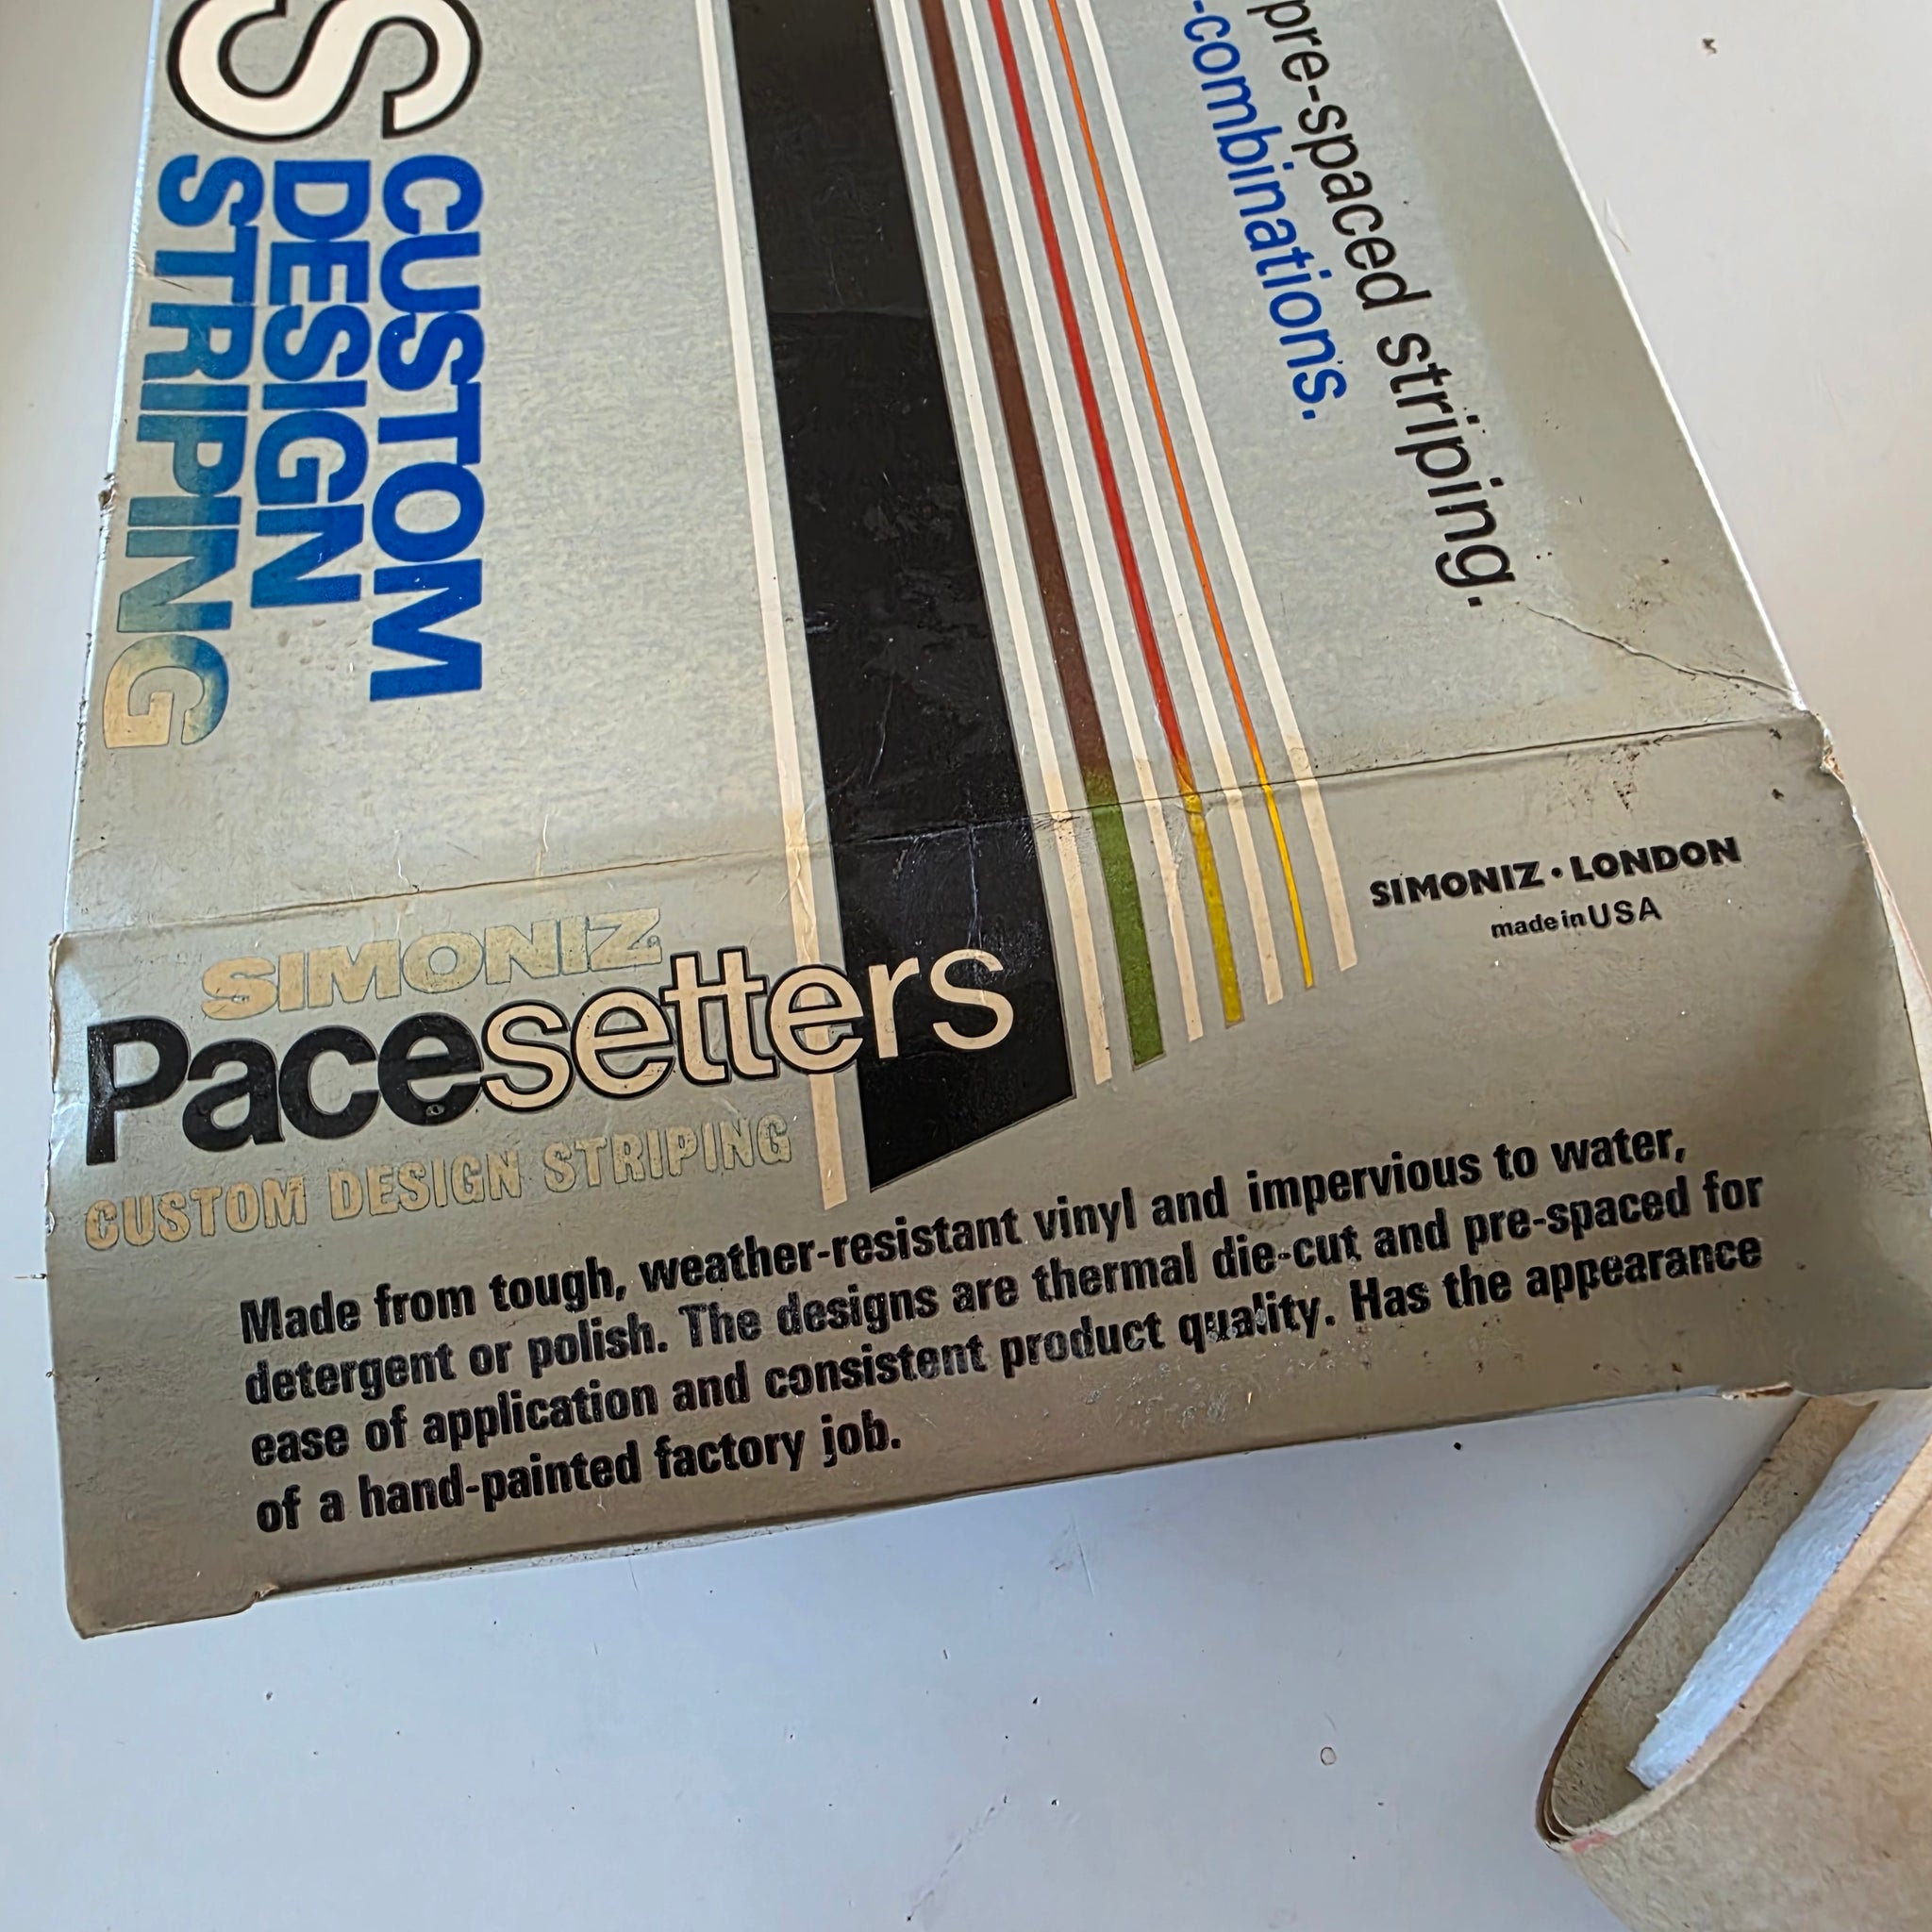 S
CUSTOM
DESIGN
STRIPING
pre-spaced striping.
-combinations.
SIMONIZ
Pacesetters
CUSTOM DESIGN STRIPING
SIMONIZ • LONDON
made in USA
Made from tough, weather-resistant vinyl and impervious to water,
detergent or polish. The designs are thermal die-cut and pre-spaced for
ease of application and consistent product quality. Has the appearance
of a hand-painted factory job.